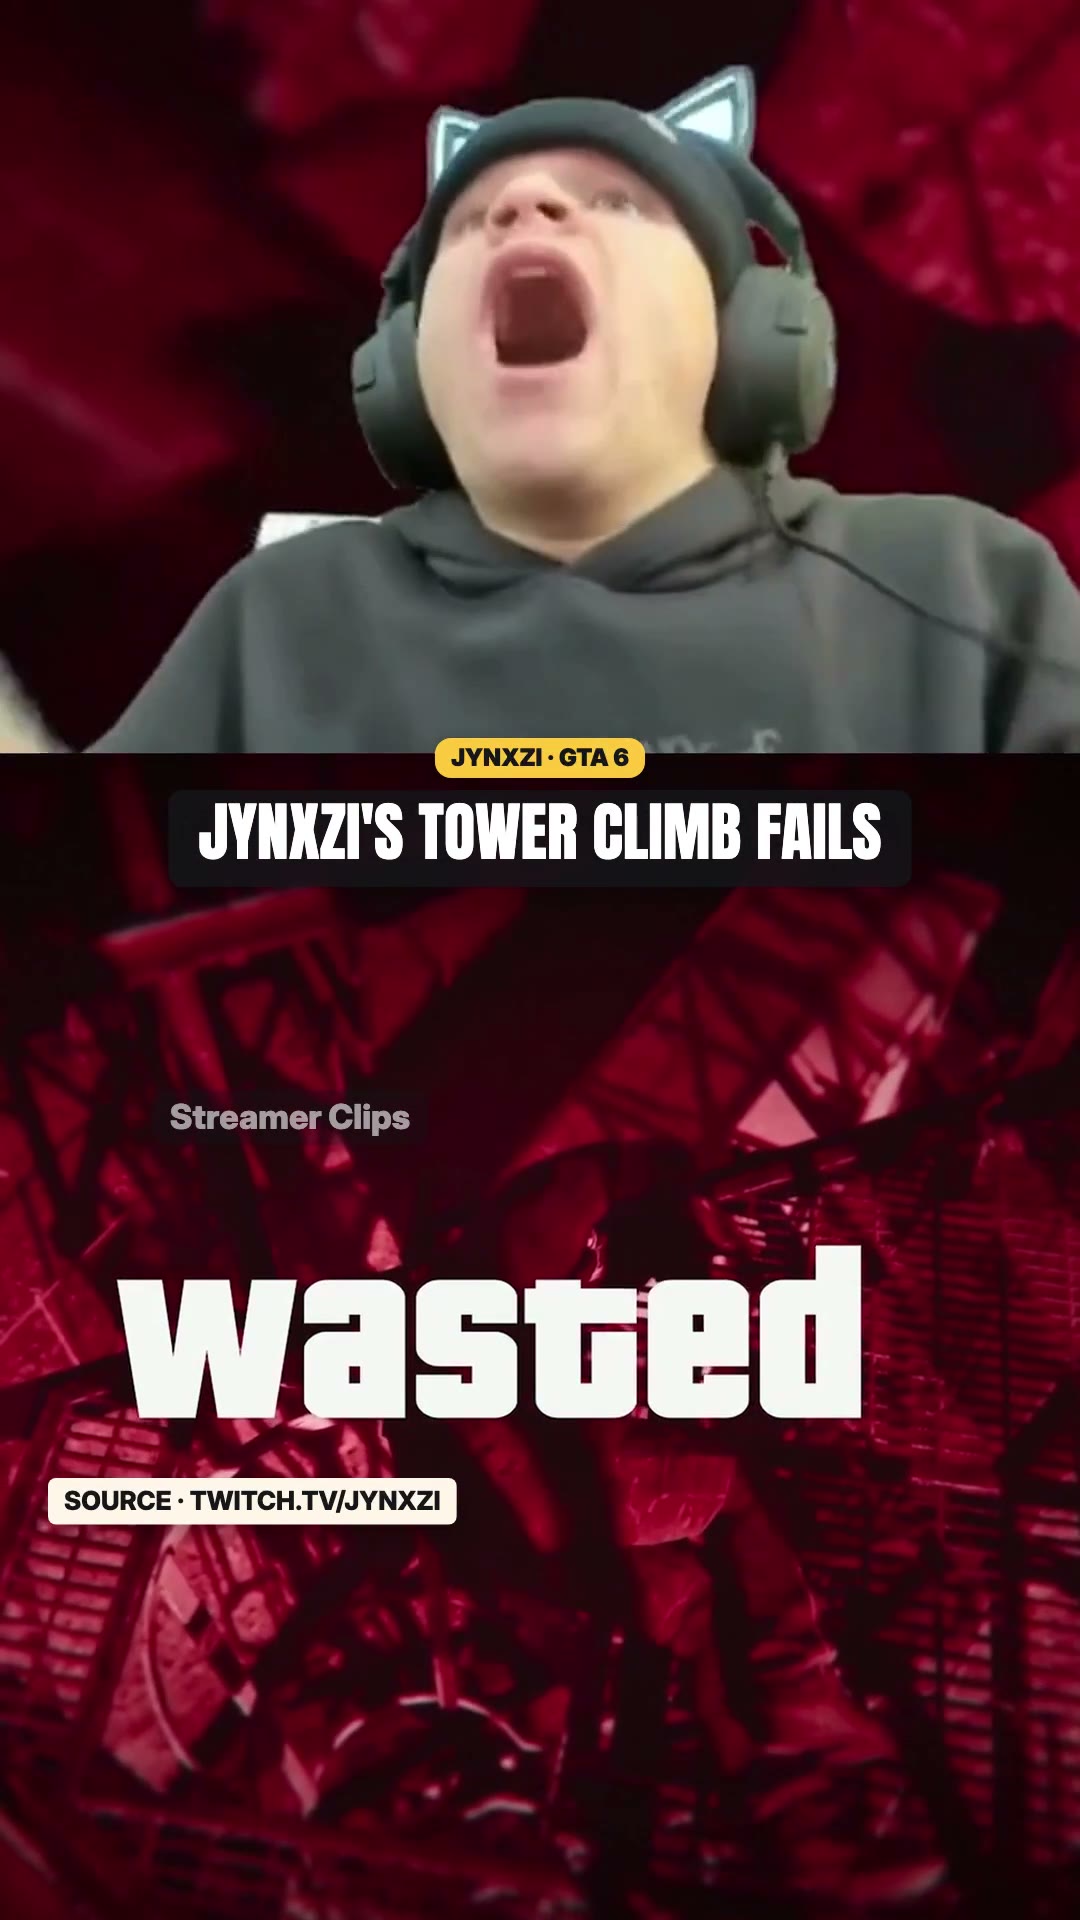 JYNXZI · GTA 6
JYNXZI'S TOWER CLIMB FAILS
Streamer Clips
wasted
SOURCE · TWITCH.TV/JYNXZI